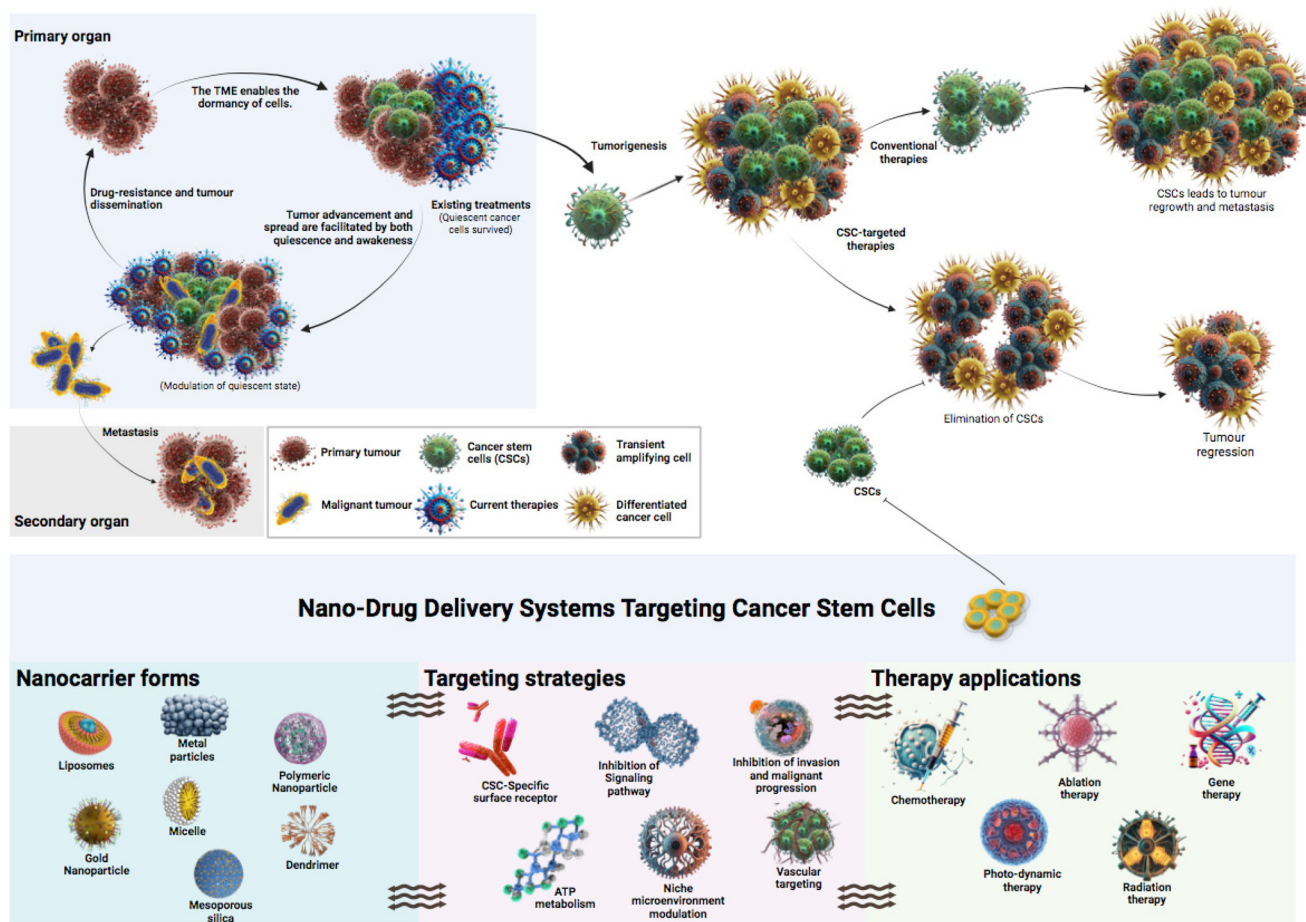 Primary organ
The TME enables the
dormancy of cells.
Drug-resistance and tumour
dissemination
Tumor advancement and
spread are facilitated by both
quiescence and awakeness
Existing treatments
(Quiescent cancer
cells survived)
(Modulation of quiescent state)
Metastasis
Secondary organ
Tumorigenesis
Conventional
therapies
CSCs leads to tumour
regrowth and metastasis
CSC-targeted
therapies
Elimination of CSCs
Tumour
regression
CSCs
Primary tumour
Cancer stem
cells (CSCs)
Transient
amplifying cell
Malignant tumour
Current therapies
Differentiated
cancer cell
Nano-Drug Delivery Systems Targeting Cancer Stem Cells
Nanocarrier forms
Liposomes
Metal
particles
Polymeric
Nanoparticle
Gold
Nanoparticle
Micelle
Dendrimer
Mesoporous
silica
Targeting strategies
CSC-Specific
surface receptor
Inhibition of
Signaling
pathway
Inhibition of invasion
and malignant
progression
ATP
metabolism
Niche
microenvironment
modulation
Vascular
targeting
Therapy applications
Chemotherapy
Ablation
therapy
Gene
therapy
Photo-dynamic
therapy
Radiation
therapy